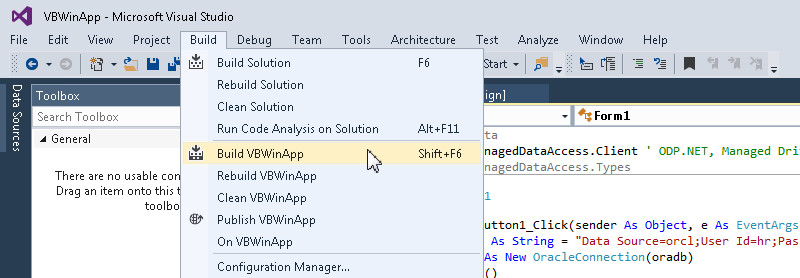 VBWinApp - Microsoft Visual Studio
File Edit View Project Build Debug Team Tools Architecture Test Analyze Window Help
Start
Data Sources
Toolbox
Search Toolbox
General
There are no usable con
Drag an item onto this t
toolbo
Build Solution F6
Rebuild Solution
Clean Solution
Run Code Analysis on Solution Alt+F11
Build VBWinApp Shift+F6
Rebuild VBWinApp
Clean VBWinApp
Publish VBWinApp
On VBWinApp
Configuration Manager...
ign]
Form1
ta
nagedDataAccess.Client ' ODP.NET, Managed Dri
nagedDataAccess.Types
1
utton1_Click(sender As Object, e As EventArgs
As String = "Data Source=orcl;User Id=hr;Pas
As New OracleConnection(oradb)
()